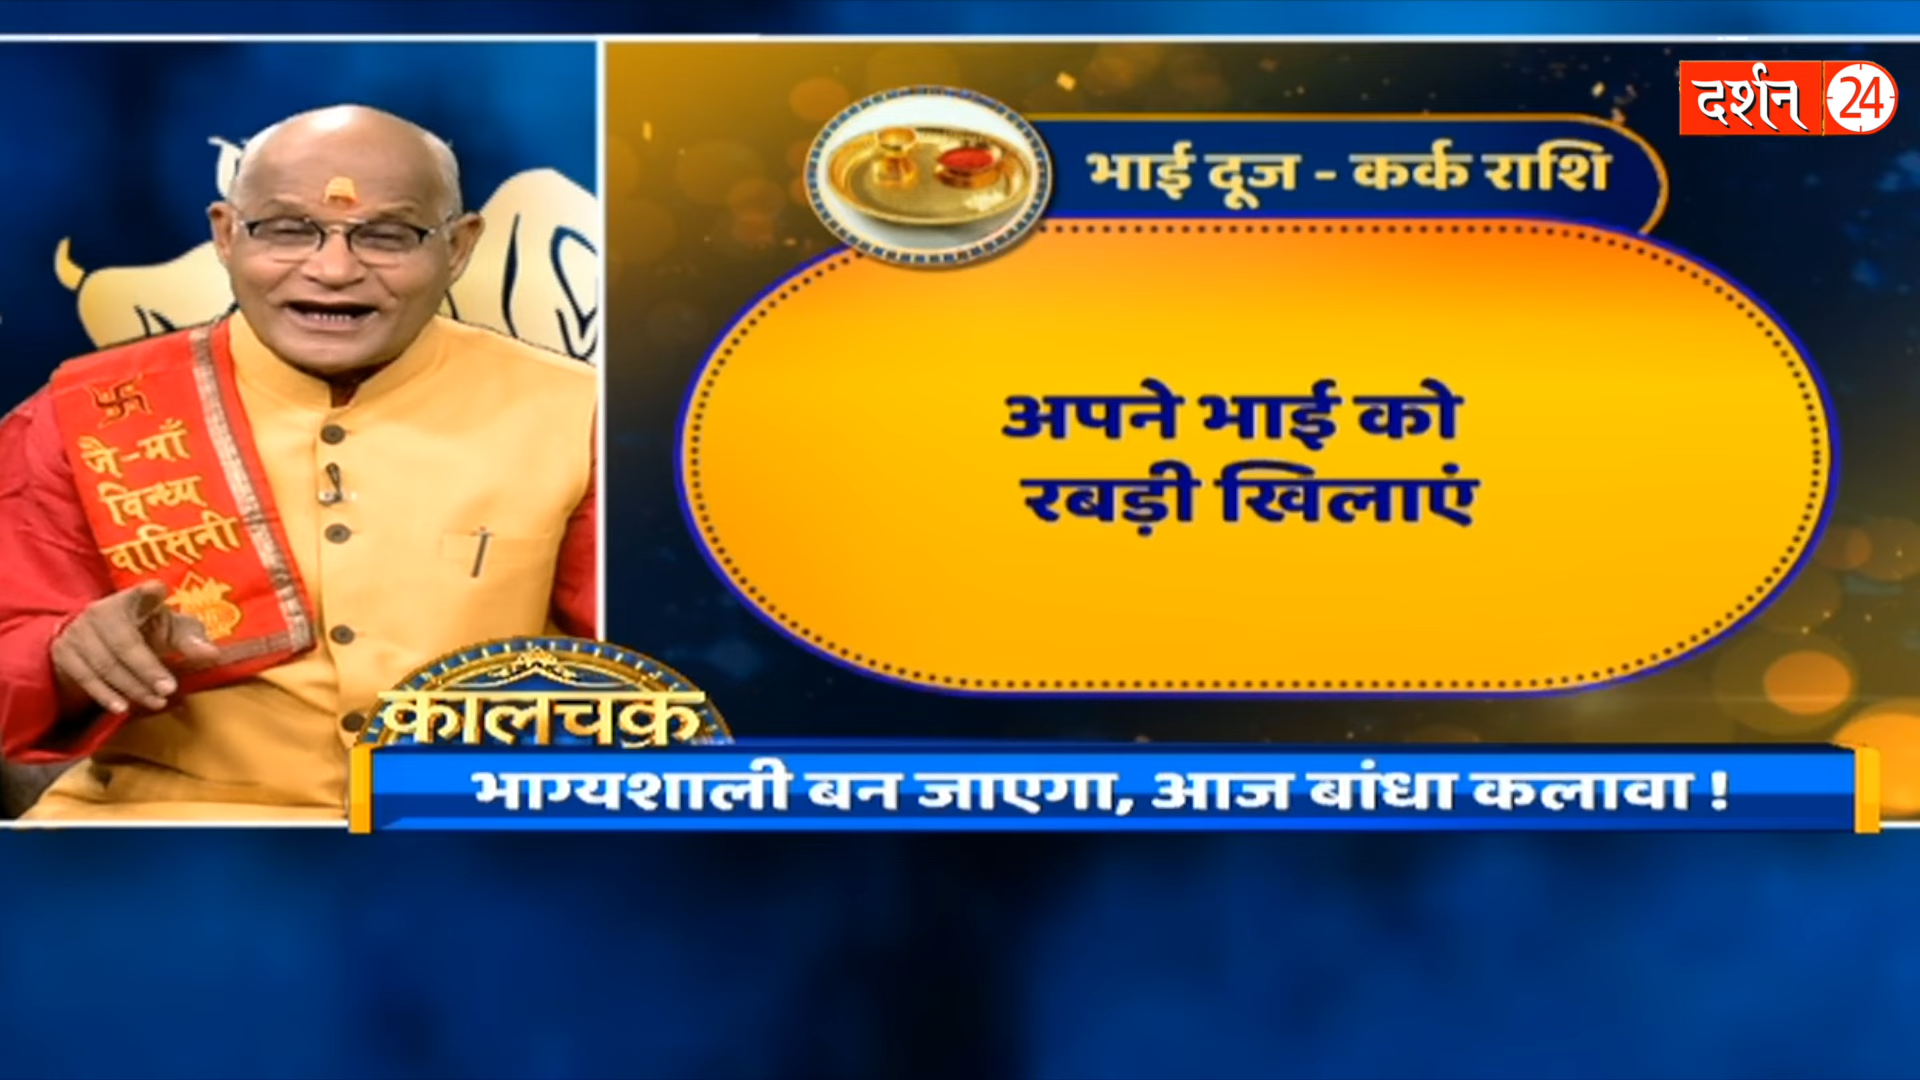 दर्शन 24
भाई दूज - कर्क राशि
अपने भाई को
रबड़ी खिलाएं
जै-माँ
विन्ध्य
वासिनी
कालचक्र
भाग्यशाली बन जाएगा, आज बांधा कलावा !